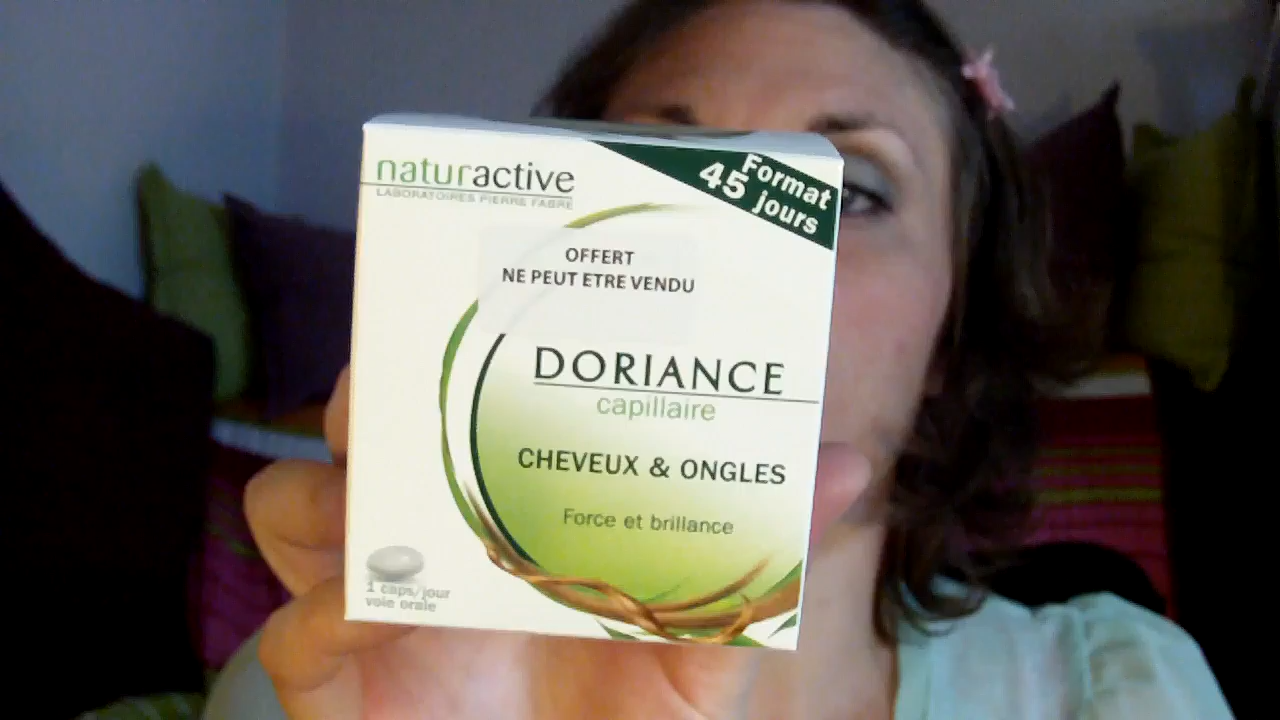 naturactive
LABORATOIRES PIERRE FABRE
Format
45 jours
OFFERT
NE PEUT ETRE VENDU
DORIANCE
capillaire
CHEVEUX & ONGLES
Force et brillance
1 caps/jour
voie orale